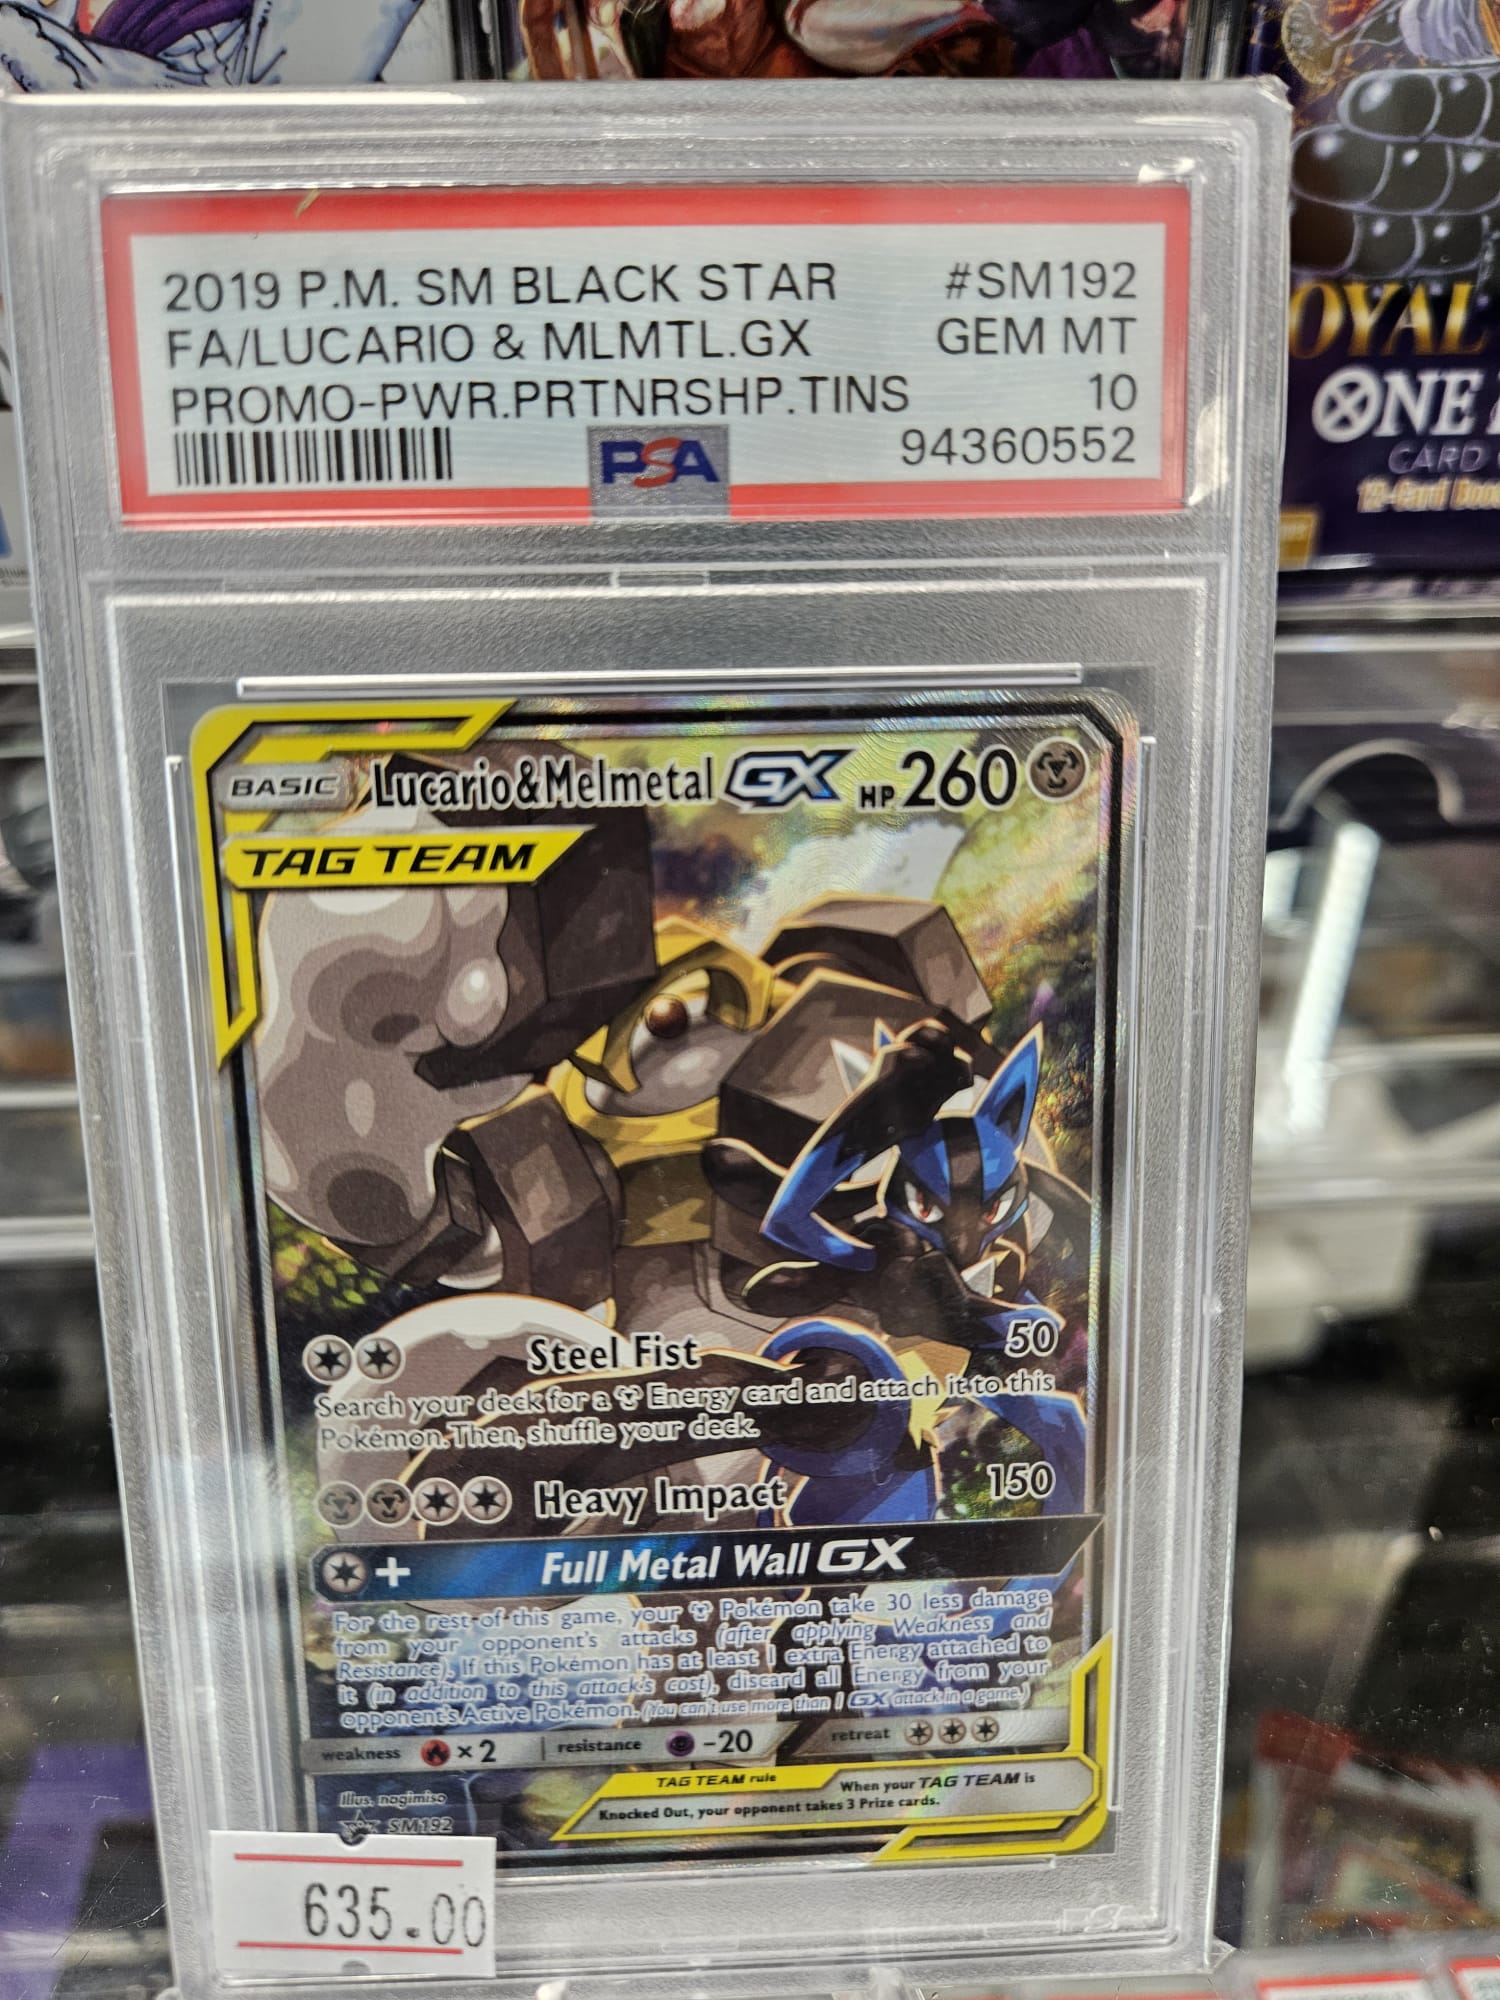 2019 P.M. SM BLACK STAR #SM192
FA/LUCARIO & MLMTL.GX GEM MT
PROMO-PWR.PRTNRSHP.TINS 10
PSA 94360552
OYAL
ONE
CARD
12-Card
BASIC Lucario&Melmetal GX HP 260
TAG TEAM
Steel Fist 50
Search your deck for a Energy card and attach it to this
Pokémon. Then, shuffle your deck.
Heavy Impact 150
+ Full Metal Wall GX
For the rest of this game, your Pokémon take 30 less damage
from your opponent's attacks (after applying Weakness and
Resistance). If this Pokémon has at least 1 extra Energy attached to
it (in addition to this attack's cost), discard all Energy from your
opponent's Active Pokémon. (You can't use more than 1 GX attack in a game.)
weakness ×2 resistance -20 retreat
TAG TEAM rule When your TAG TEAM is
Knocked Out, your opponent takes 3 Prize cards.
Illus. nagimiso
SM192
635.00